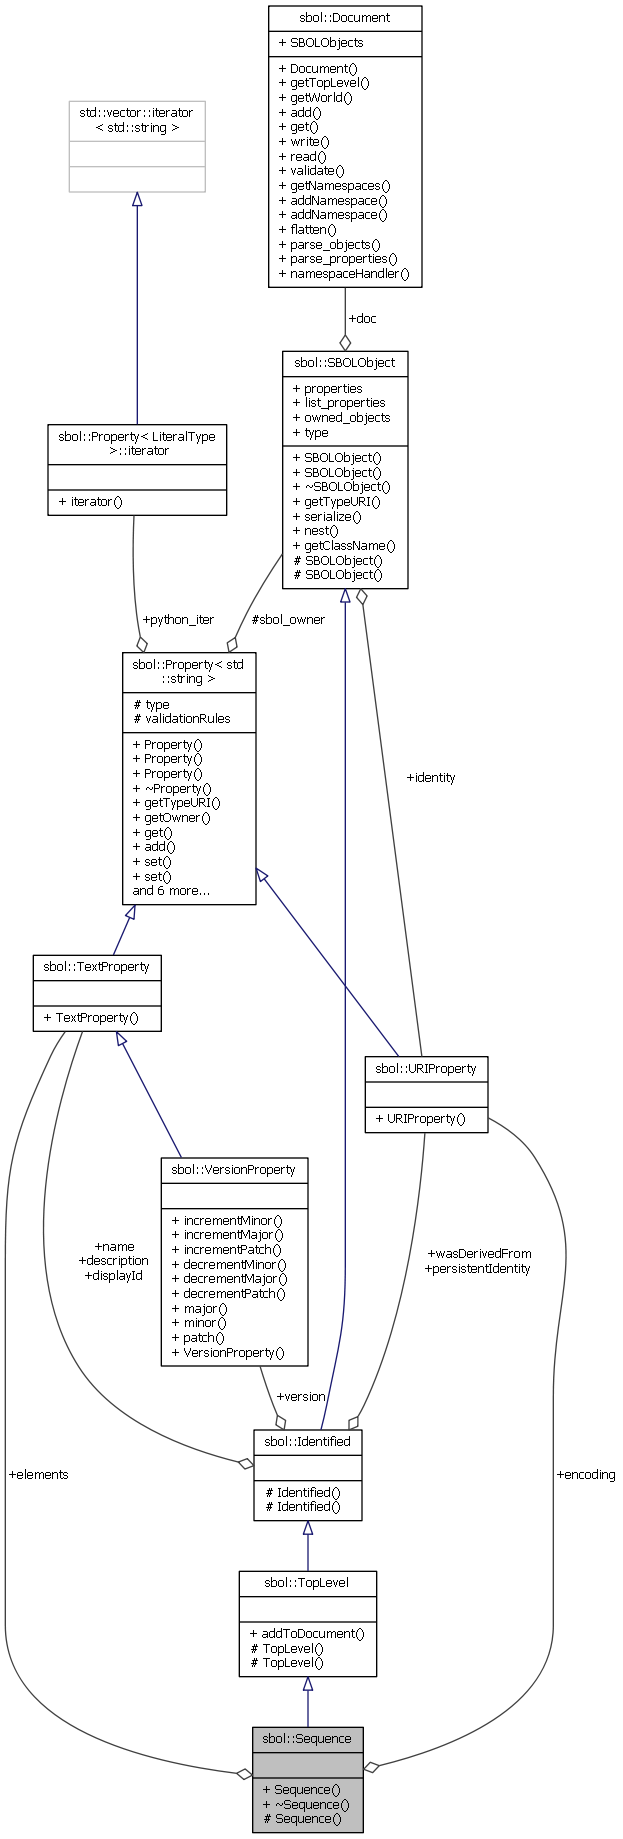 sbol::Document
+ SBOLObjects
+ Document()
+ getTopLevel()
+ getWorld()
+ add()
+ get()
+ write()
+ read()
+ validate()
+ getNamespaces()
+ addNamespace()
+ addNamespace()
+ flatten()
+ parse_objects()
+ parse_properties()
+ namespaceHandler()
std::vector::iterator
< std::string >
+doc
sbol::SBOLObject
+ properties
+ list_properties
+ owned_objects
+ type
+ SBOLObject()
+ SBOLObject()
+ ~SBOLObject()
+ getTypeURI()
+ serialize()
+ nest()
+ getClassName()
# SBOLObject()
# SBOLObject()
sbol::Property< LiteralType
>::iterator
+ iterator()
+python_iter
#sbol_owner
sbol::Property< std
::string >
# type
# validationRules
+ Property()
+ Property()
+ Property()
+ ~Property()
+ getTypeURI()
+ getOwner()
+ get()
+ add()
+ set()
+ set()
and 6 more...
+identity
sbol::TextProperty
+ TextProperty()
sbol::URIProperty
+ URIProperty()
sbol::VersionProperty
+ incrementMinor()
+ incrementMajor()
+ incrementPatch()
+ decrementMinor()
+ decrementMajor()
+ decrementPatch()
+ major()
+ minor()
+ patch()
+ VersionProperty()
+name
+description
+displayId
+wasDerivedFrom
+persistentIdentity
+version
sbol::Identified
# Identified()
# Identified()
+elements
+encoding
sbol::TopLevel
+ addToDocument()
# TopLevel()
# TopLevel()
sbol::Sequence
+ Sequence()
+ ~Sequence()
# Sequence()